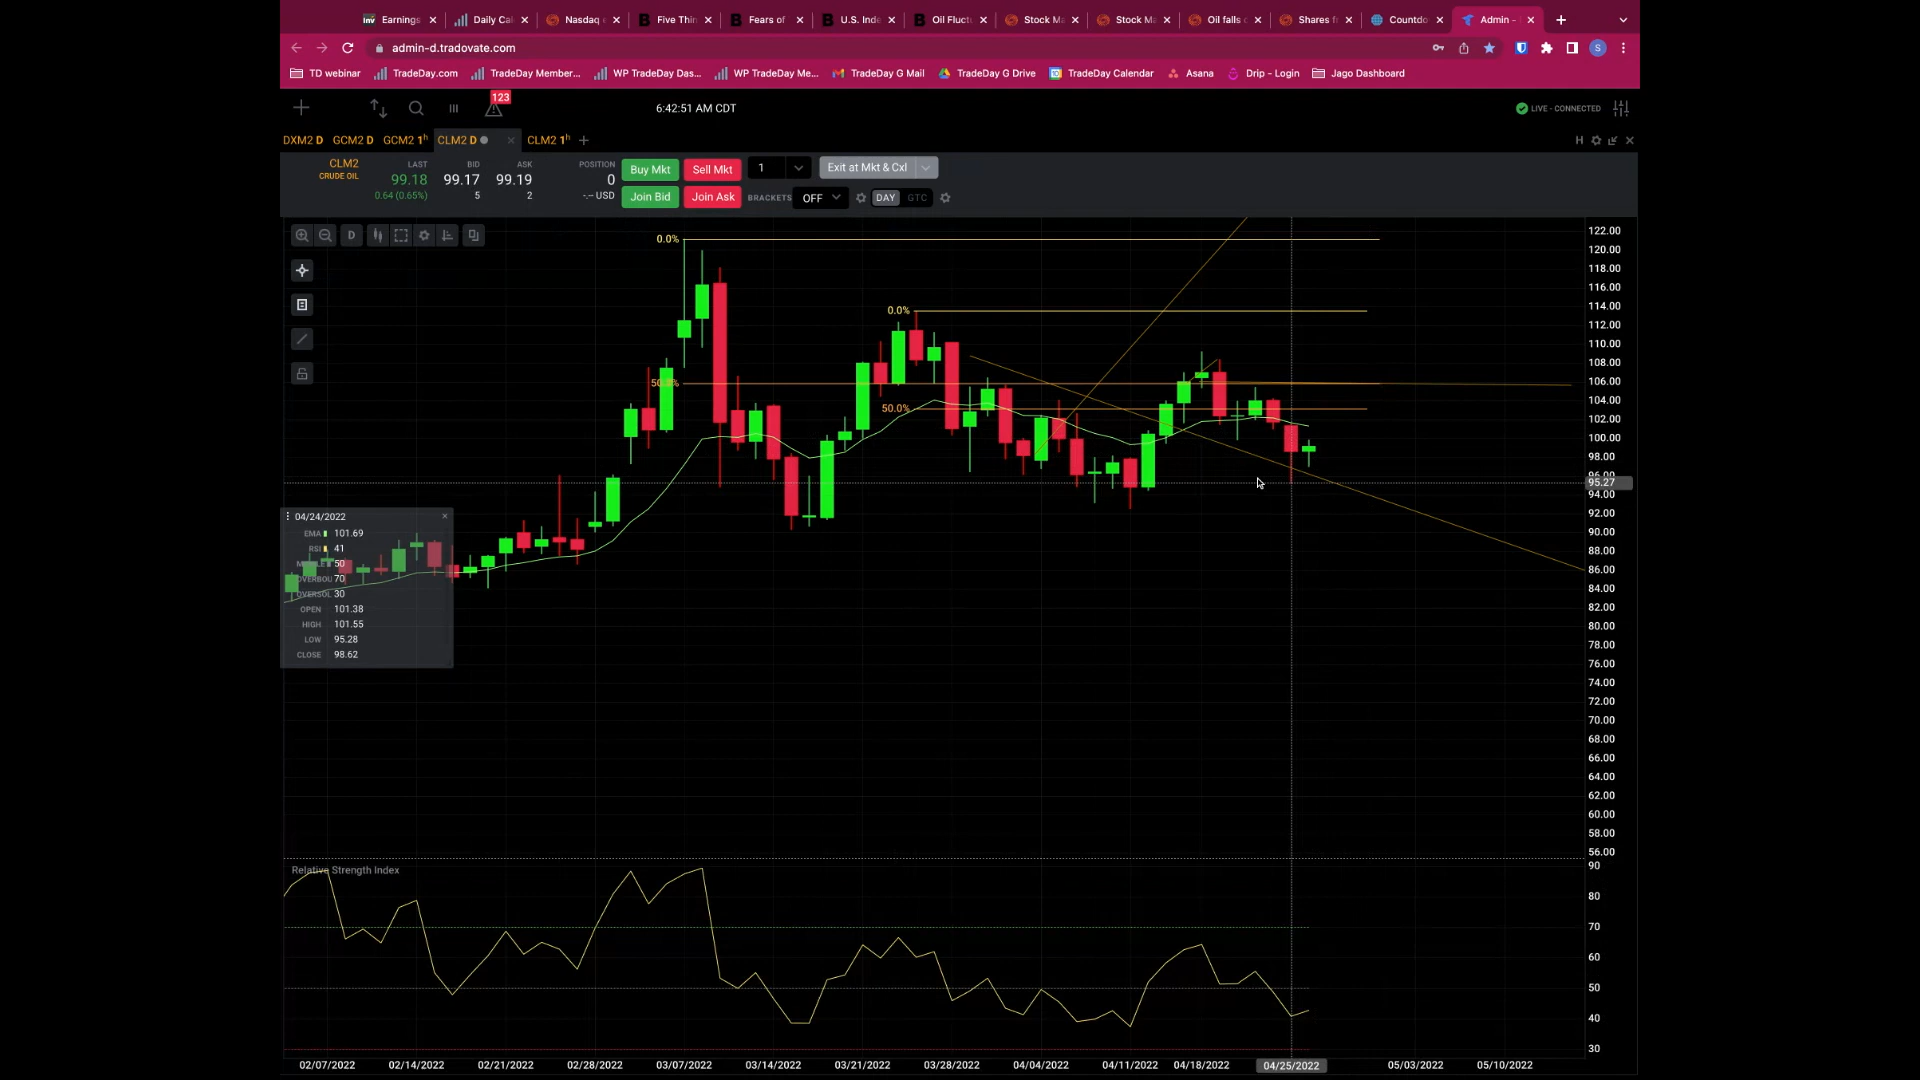 Earnings
Daily Cal
Nasdaq
Five Thin
Fears of
U.S. Inde
Oil Fluct
Stock Ma
Stock Ma
Oil falls
Shares f
Countdo
Admin -
admin-d.tradovate.com
S
TD webinar
TradeDay.com
TradeDay Member...
WP TradeDay Das...
WP TradeDay Me...
TradeDay G Mail
TradeDay G Drive
TradeDay Calendar
Asana
Drip - Login
Jago Dashboard
123
6:42:51 AM CDT
LIVE - CONNECTED
DXM2 D
GCM2 D
GCM2 1h
CLM2 D
CLM2 1h
H
CLM2
CRUDE OIL
LAST
99.18
0.64 (0.65%)
BID
99.17
5
ASK
99.19
2
POSITION
0
-.-- USD
Buy Mkt
Sell Mkt
1
Exit at Mkt & Cxl
Join Bid
Join Ask
BRACKETS
OFF
DAY
GTC
D
0.0%
0.0%
50.0%
50.0%
122.00
120.00
118.00
116.00
114.00
112.00
110.00
108.00
106.00
104.00
102.00
100.00
98.00
96.00
95.27
94.00
92.00
90.00
88.00
86.00
84.00
82.00
80.00
78.00
76.00
74.00
72.00
70.00
68.00
66.00
64.00
62.00
60.00
58.00
56.00
04/24/2022
EMA 101.69
RSI 41
50
OVERBOU 70
OVERSOL 30
OPEN 101.38
HIGH 101.55
LOW 95.28
CLOSE 98.62
Relative Strength Index
90
80
70
60
50
40
30
02/07/2022
02/14/2022
02/21/2022
02/28/2022
03/07/2022
03/14/2022
03/21/2022
03/28/2022
04/04/2022
04/11/2022
04/18/2022
04/25/2022
05/03/2022
05/10/2022